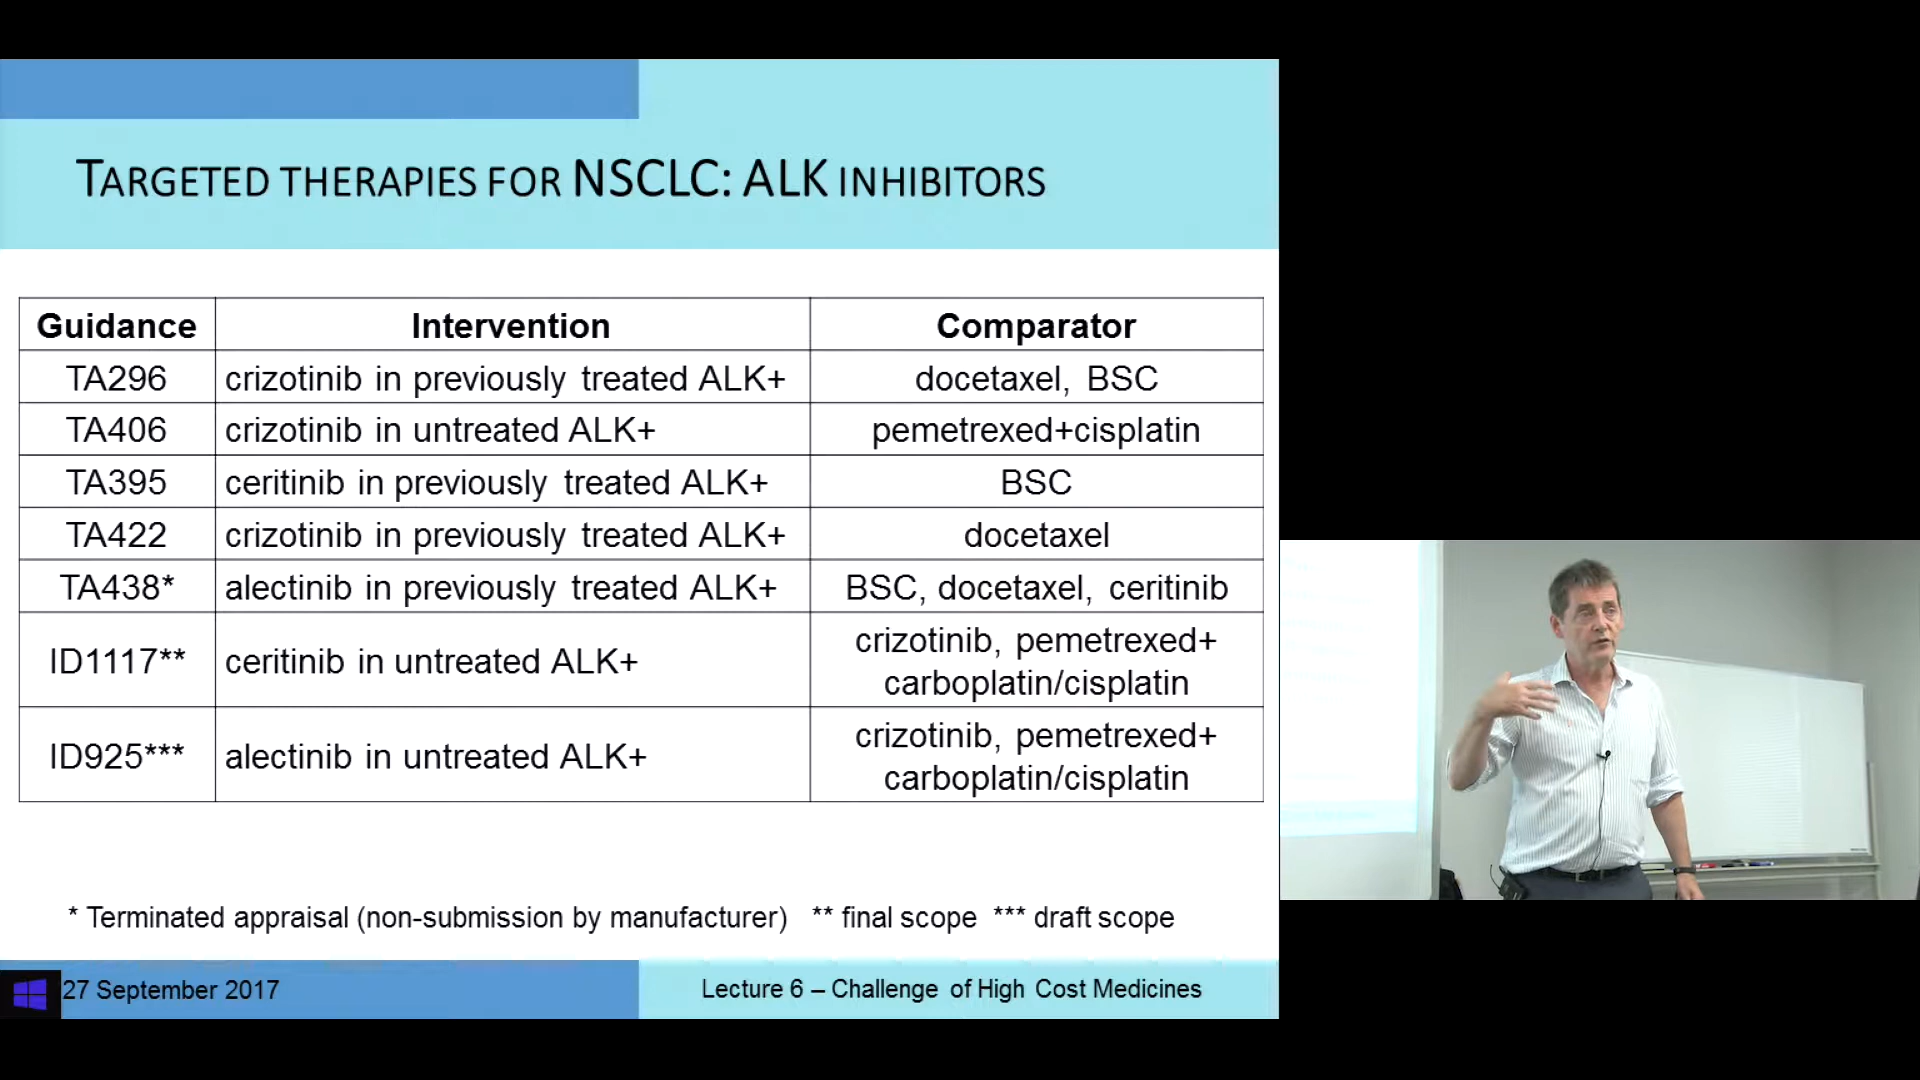 TARGETED THERAPIES FOR NSCLC: ALK INHIBITORS
Guidance Intervention Comparator
TA296 crizotinib in previously treated ALK+ docetaxel, BSC
TA406 crizotinib in untreated ALK+ pemetrexed+cisplatin
TA395 ceritinib in previously treated ALK+ BSC
TA422 crizotinib in previously treated ALK+ docetaxel
TA438* alectinib in previously treated ALK+ BSC, docetaxel, ceritinib
ID1117** ceritinib in untreated ALK+ crizotinib, pemetrexed+
carboplatin/cisplatin
ID925*** alectinib in untreated ALK+ crizotinib, pemetrexed+
carboplatin/cisplatin
* Terminated appraisal (non-submission by manufacturer) ** final scope *** draft scope
27 September 2017 Lecture 6 – Challenge of High Cost Medicines